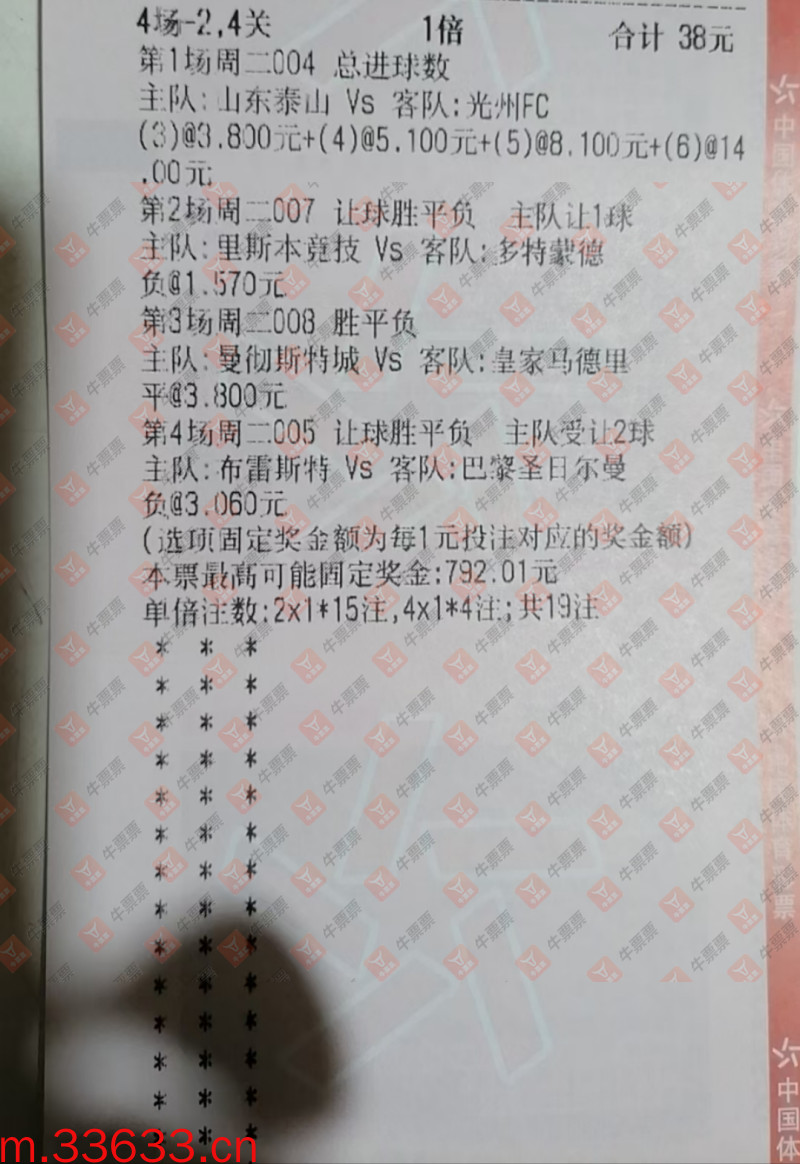 4场-2,4关 1倍 合计 38元
第1场周二004 总进球数
主队:山东泰山 Vs 客队:光州FC
(3)@3.800元+(4)@5.100元+(5)@8.100元+(6)@14
.00元
第2场周二007 让球胜平负 主队让1球
主队:里斯本竞技 Vs 客队:多特蒙德
负@1.570元
第3场周二008 胜平负
主队:曼彻斯特城 Vs 客队:皇家马德里
平@3.800元
第4场周二005 让球胜平负 主队受让2球
主队:布雷斯特 Vs 客队:巴黎圣日尔曼
负@3.060元
(选项固定奖金额为每1元投注对应的奖金额)
本票最高可能固定奖金:792.01元
单倍注数:2x1*15注,4x1*4注;共19注
* * *
* * *
* * *
* * *
* * *
* * *
* * *
* * *
* * *
* * *
* * *
* * *
* * *
* * *
牛票票
中国体
m.33633.cn